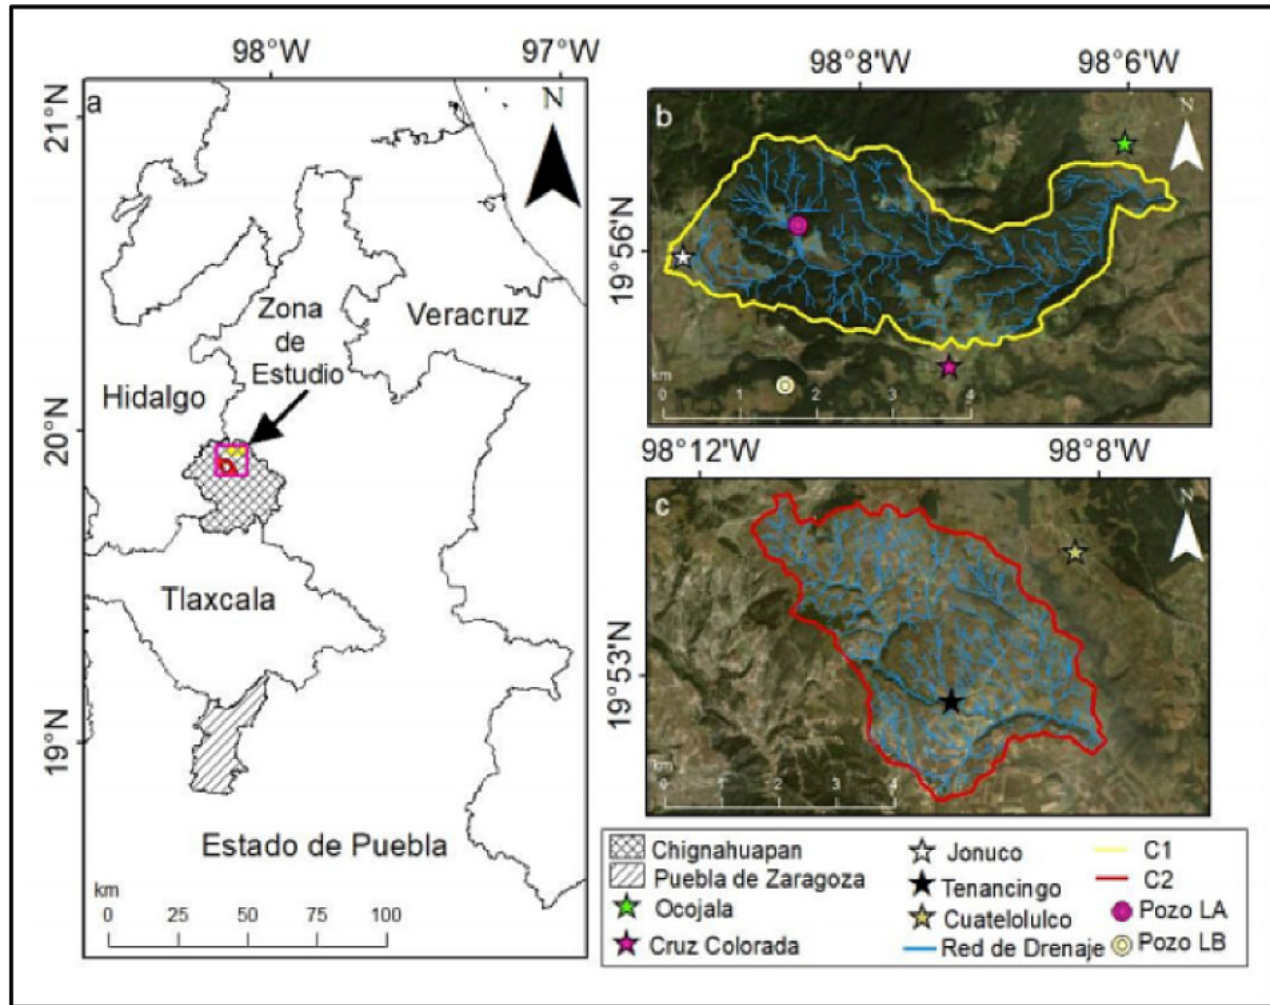 98°W
97°W
a
N
21°N
20°N
19°N
Zona
de
Estudio
Veracruz
Hidalgo
Tlaxcala
Estado de Puebla
km
0 25 50 75 100
98°8'W
98°6'W
b
N
19°56'N
km
0 1 2 3 4
98°12'W
98°8'W
c
N
19°53'N
km
0 1 2 3 4
Chignahuapan
Puebla de Zaragoza
Ocojala
Cruz Colorada
Jonuco
Tenancingo
Cuatelolulco
Red de Drenaje
C1
C2
Pozo LA
Pozo LB